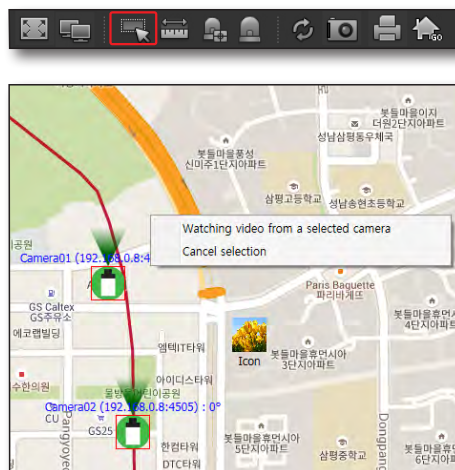 GO
봇들마을이지
더원2단지아파트
성남삼평동우체국
봇들마을풍성
신미주1단지아파트
삼평고등학교
성남송현초등학교
Watching video from a selected camera
Cancel selection
이공원
Camera01 (192.168.0.8:4
Paris Baguette
파리바게뜨
GS Caltex
GS주유소
에코랩빌딩
봇들마을휴먼
4단지아파트
엠텍IT타워
Icon
봇들마을휴먼시아
3단지아파트
수한의원
아이디스타워
이공원
Camera02 (192.168.0.8:4505) : 0°
CU
GS25
Pangyoyeo
한컴타워
DTC타워
봇들마을휴먼시아
5단지아파트
삼평중학교
Dongpang
봇들마을휴먼
6단지아파